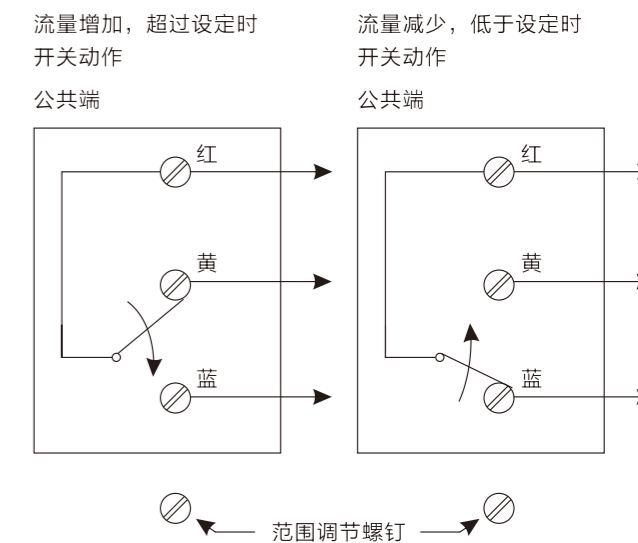 流量增加，超过设定时
开关动作
公共端
红
黄
蓝
流量减少，低于设定时
开关动作
公共端
红
黄
蓝
范围调节螺钉